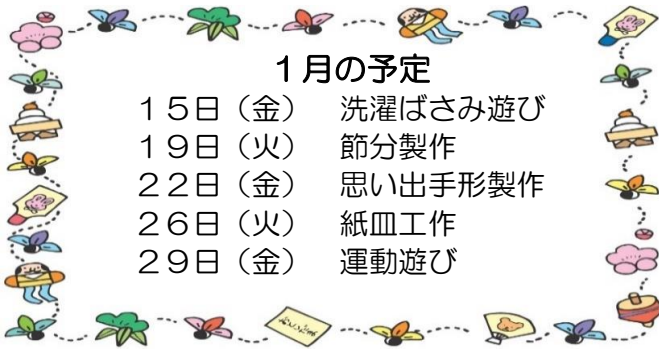 1月の予定
15日（金）　洗濯ばさみ遊び
19日（火）　節分製作
22日（金）　思い出手形製作
26日（火）　紙皿工作
29日（金）　運動遊び